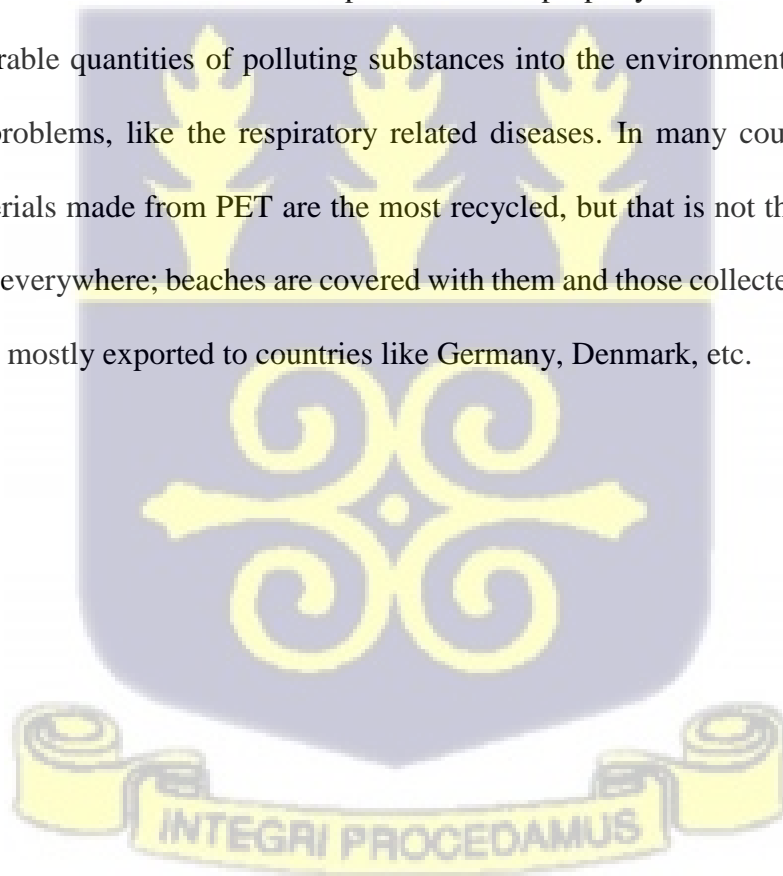 rable quantities of polluting substances into the environment
roblems, like the respiratory related diseases. In many cou
erials made from PET are the most recycled, but that is not th
everywhere; beaches are covered with them and those collecte
mostly exported to countries like Germany, Denmark, etc.
INTEGRI PROCEDAMUS